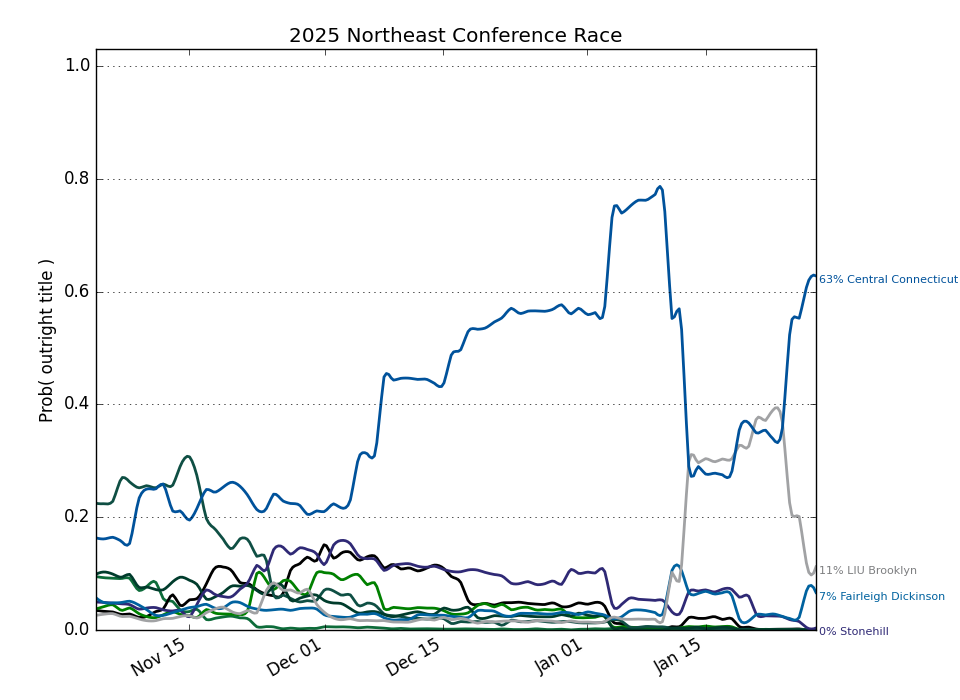 2025 Northeast Conference Race
1.0
0.8
0.6
0.4
0.2
0.0
Prob( outright title )
63% Central Connecticut
11% LIU Brooklyn
7% Fairleigh Dickinson
0% Stonehill
Nov 15
Dec 01
Dec 15
Jan 01
Jan 15